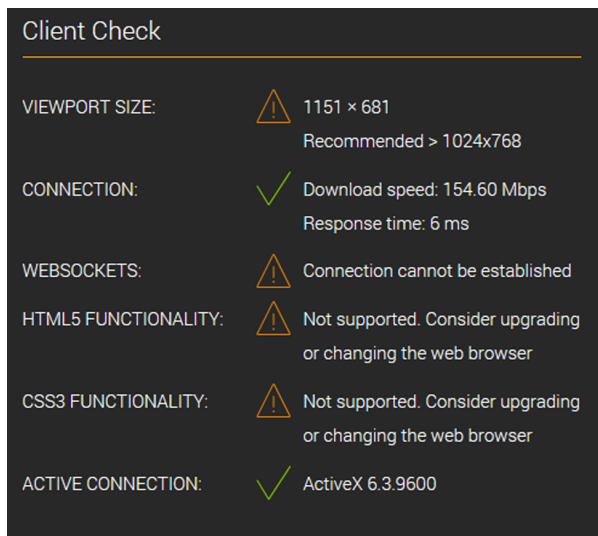 Client Check
VIEWPORT SIZE: 1151 × 681
Recommended > 1024x768
CONNECTION: Download speed: 154.60 Mbps
Response time: 6 ms
WEBSOCKETS: Connection cannot be established
HTML5 FUNCTIONALITY: Not supported. Consider upgrading
or changing the web browser
CSS3 FUNCTIONALITY: Not supported. Consider upgrading
or changing the web browser
ACTIVE CONNECTION: ActiveX 6.3.9600